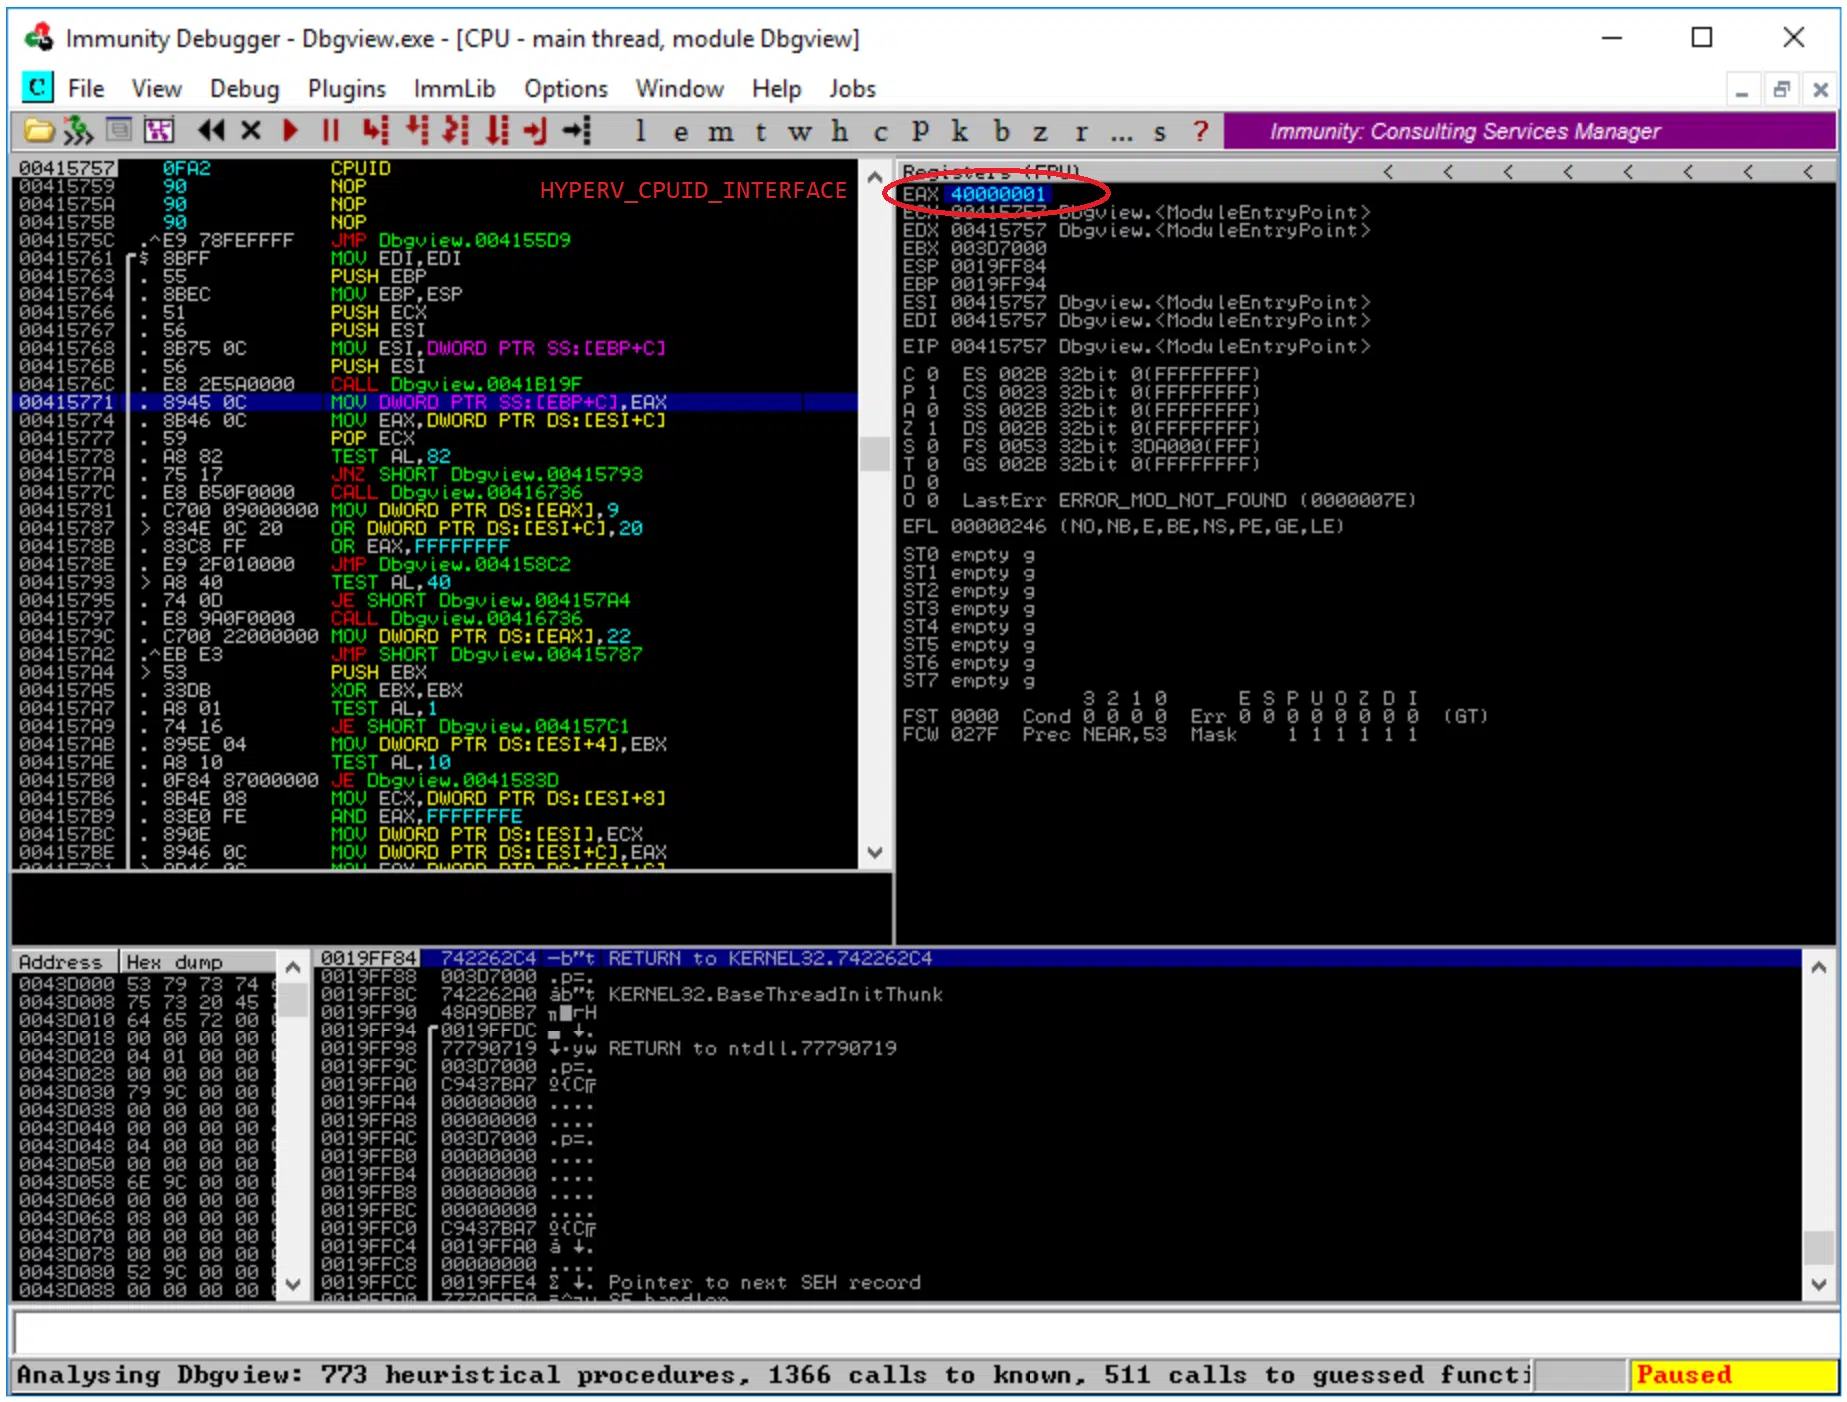 Immunity Debugger - Dbgview.exe - [CPU - main thread, module Dbgview]
C File View Debug Plugins ImmLib Options Window Help Jobs
l e m t w h c p k b z r ... s ? Immunity: Consulting Services Manager
00415757 0FA2 CPUID
00415759 90 NOP
0041575A 90 NOP
0041575B 90 NOP
HYPERV_CPUID_INTERFACE
0041575C .^E9 78FEFFFF JMP Dbgview.004155D9
00415761 $ 8BFF MOV EDI,EDI
00415763 . 55 PUSH EBP
00415764 . 8BEC MOV EBP,ESP
00415766 . 51 PUSH ECX
00415767 . 56 PUSH ESI
00415768 . 8B75 0C MOV ESI,DWORD PTR SS:[EBP+C]
0041576B . 56 PUSH ESI
0041576C . E8 2E5A0000 CALL Dbgview.0041B19F
00415771 . 8945 0C MOV DWORD PTR SS:[EBP+C],EAX
00415774 . 8B46 0C MOV EAX,DWORD PTR DS:[ESI+C]
00415777 . 59 POP ECX
00415778 . A8 82 TEST AL,82
0041577A . 75 17 JNZ SHORT Dbgview.00415793
0041577C . E8 B50F0000 CALL Dbgview.00416736
00415781 . C700 09000000 MOV DWORD PTR DS:[EAX],9
00415787 > 834E 0C 20 OR DWORD PTR DS:[ESI+C],20
0041578B . 83C8 FF OR EAX,FFFFFFFF
0041578E . E9 2F010000 JMP Dbgview.004158C2
00415793 > A8 40 TEST AL,40
00415795 . 74 0D JE SHORT Dbgview.004157A4
00415797 . E8 9A0F0000 CALL Dbgview.00416736
0041579C . C700 22000000 MOV DWORD PTR DS:[EAX],22
004157A2 .^EB E3 JMP SHORT Dbgview.00415787
004157A4 > 53 PUSH EBX
004157A5 . 33DB XOR EBX,EBX
004157A7 . A8 01 TEST AL,1
004157A9 . 74 16 JE SHORT Dbgview.004157C1
004157AB . 895E 04 MOV DWORD PTR DS:[ESI+4],EBX
004157AE . A8 10 TEST AL,10
004157B0 . 0F84 87000000 JE Dbgview.0041583D
004157B6 . 8B4E 08 MOV ECX,DWORD PTR DS:[ESI+8]
004157B9 . 83E0 FE AND EAX,FFFFFFFE
004157BC . 890E MOV DWORD PTR DS:[ESI],ECX
004157BE . 8946 0C MOV DWORD PTR DS:[ESI+C],EAX
Registers (FPU) < < < < < < < <
EAX 40000001
ECX 00415757 Dbgview.<ModuleEntryPoint>
EDX 00415757 Dbgview.<ModuleEntryPoint>
EBX 003D7000
ESP 0019FF84
EBP 0019FF94
ESI 00415757 Dbgview.<ModuleEntryPoint>
EDI 00415757 Dbgview.<ModuleEntryPoint>
EIP 00415757 Dbgview.<ModuleEntryPoint>
C 0 ES 002B 32bit 0(FFFFFFFF)
P 1 CS 0023 32bit 0(FFFFFFFF)
A 0 SS 002B 32bit 0(FFFFFFFF)
Z 1 DS 002B 32bit 0(FFFFFFFF)
S 0 FS 0053 32bit 3DA000(FFF)
T 0 GS 002B 32bit 0(FFFFFFFF)
D 0
O 0 LastErr ERROR_MOD_NOT_FOUND (0000007E)
EFL 00000246 (NO,NB,E,BE,NS,PE,GE,LE)
ST0 empty g
ST1 empty g
ST2 empty g
ST3 empty g
ST4 empty g
ST5 empty g
ST6 empty g
ST7 empty g
3 2 1 0 E S P U O Z D I
FST 0000 Cond 0 0 0 0 Err 0 0 0 0 0 0 0 0 (GT)
FCW 027F Prec NEAR,53 Mask 1 1 1 1 1 1
Address Hex dump
0043D000 53 79 73 74
0043D008 75 73 20 45
0043D010 64 65 72 00
0043D018 00 00 00 00
0043D020 04 01 00 00
0043D028 00 00 00 00
0043D030 79 9C 00 00
0043D038 00 00 00 00
0043D040 00 00 00 00
0043D048 04 00 00 00
0043D050 00 00 00 00
0043D058 6E 9C 00 00
0043D060 00 00 00 00
0043D068 08 00 00 00
0043D070 00 00 00 00
0043D078 00 00 00 00
0043D080 52 9C 00 00
0043D088 00 00 00 00
0019FF84 742262C4 RETURN to KERNEL32.742262C4
0019FF88 003D7000 .p=.
0019FF8C 742262A0 áb"t KERNEL32.BaseThreadInitThunk
0019FF90 48A9DBB7
0019FF94 0019FFDC
0019FF98 77790719 RETURN to ntdll.77790719
0019FF9C 003D7000 .p=.
0019FFA0 C9437BA7
0019FFA4 00000000 ....
0019FFA8 00000000 ....
0019FFAC 003D7000 .p=.
0019FFB0 00000000 ....
0019FFB4 00000000 ....
0019FFB8 00000000 ....
0019FFBC 00000000 ....
0019FFC0 C9437BA7
0019FFC4 0019FFA0 á ↓.
0019FFC8 00000000 ....
0019FFCC 0019FFE4 Σ ↓. Pointer to next SEH record
Analysing Dbgview: 773 heuristical procedures, 1366 calls to known, 511 calls to guessed functi
Paused